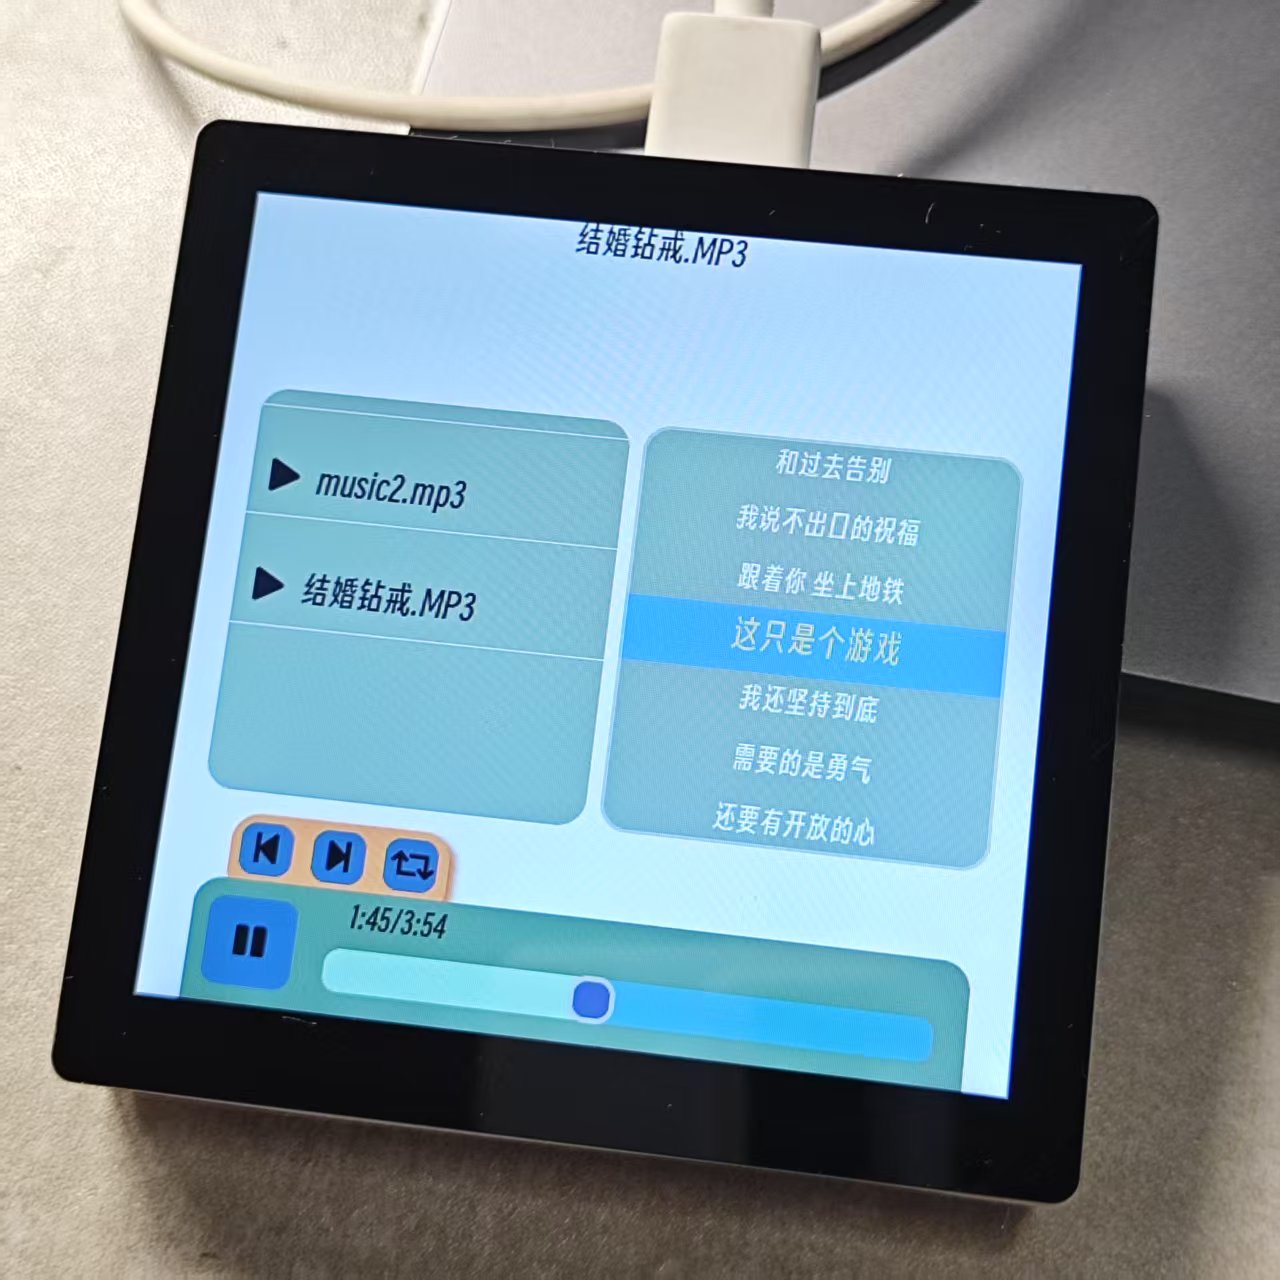 结婚钻戒.MP3
music2.mp3
结婚钻戒.MP3
和过去告别
我说不出口的祝福
跟着你 坐上地铁
这只是个游戏
我还坚持到底
需要的是勇气
还要有开放的心
1:45/3:54